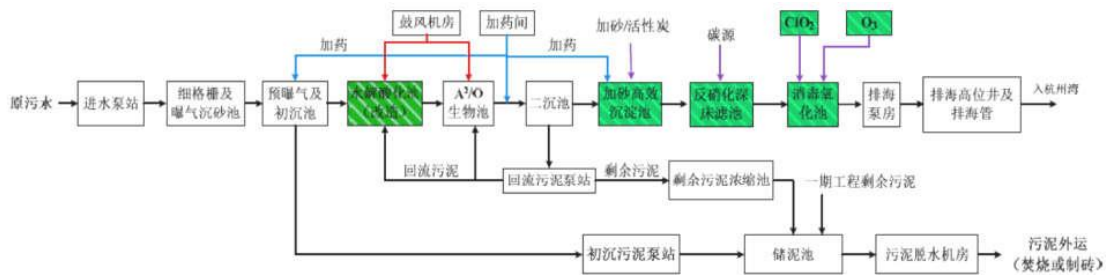 鼓风机房
加药间
加砂/活性炭
碳源
ClO₂
O₃
加药
加药
原污水
进水泵站
细格栅及
曝气沉砂池
预曝气及
初沉池
水解酸化池
(改造)
A²/O
生物池
二沉池
加砂高效
沉淀池
反硝化深
床滤池
消毒氧
化池
排海
泵房
排海高位井及
排海管
入杭州湾
回流污泥
回流污泥泵站
剩余污泥
剩余污泥浓缩池
一期工程剩余污泥
初沉污泥泵站
储泥池
污泥脱水机房
污泥外运
(焚烧或制砖)